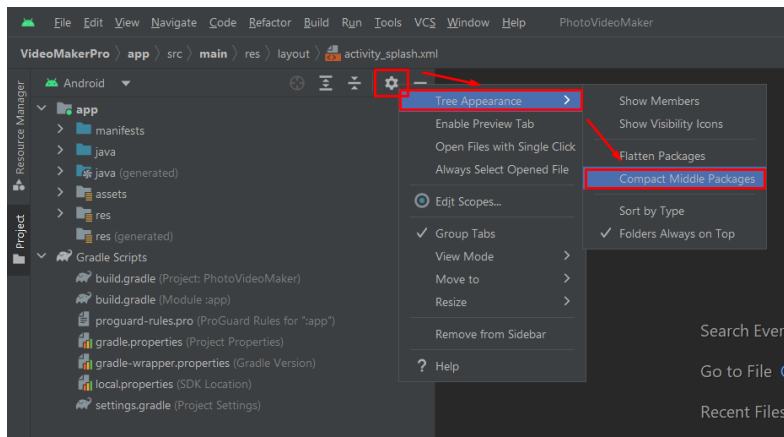 File Edit View Navigate Code Refactor Build Run Tools VCS Window Help PhotoVideoMaker
VideoMakerPro app src main res layout activity_splash.xml
Resource Manager
Project
Android
app
manifests
java
java (generated)
assets
res
res (generated)
Gradle Scripts
build.gradle (Project: PhotoVideoMaker)
build.gradle (Module :app)
proguard-rules.pro (ProGuard Rules for ":app")
gradle.properties (Project Properties)
gradle-wrapper.properties (Gradle Version)
local.properties (SDK Location)
settings.gradle (Project Settings)
Tree Appearance
Enable Preview Tab
Open Files with Single Click
Always Select Opened File
Edit Scopes...
Group Tabs
View Mode
Move to
Resize
Remove from Sidebar
? Help
Show Members
Show Visibility Icons
Flatten Packages
Compact Middle Packages
Sort by Type
Folders Always on Top
Search Ever
Go to File
Recent Files